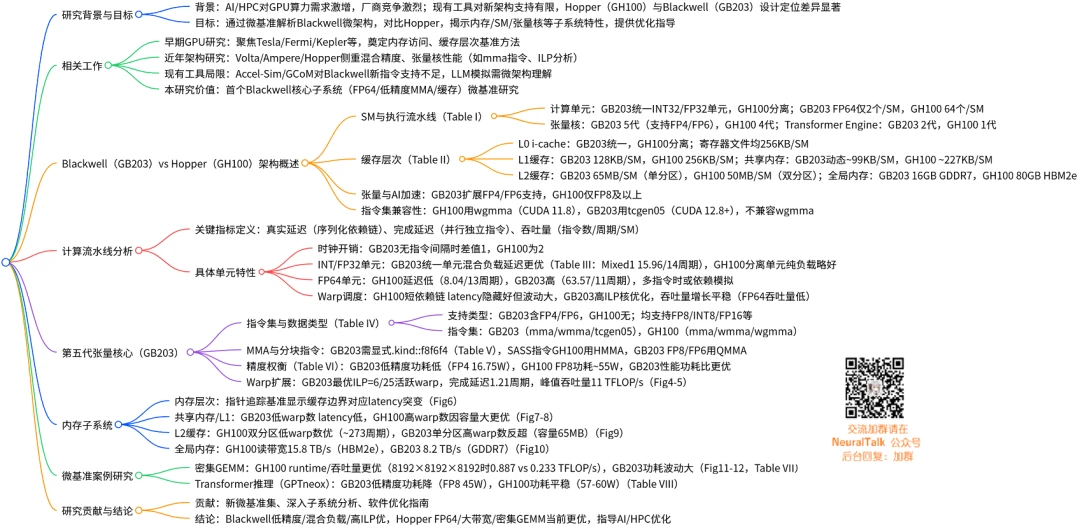 研究背景与目标
背景：AI/HPC对GPU算力需求激增，厂商竞争激烈；现有工具对新架构支持有限，Hopper（GH100）与Blackwell（GB203）设计定位差异显著
目标：通过微基准解析Blackwell微架构，对比Hopper，揭示内存/SM/张量核等子系统特性，提供优化指导
相关工作
早期GPU研究：聚焦Tesla/Fermi/Kepler等，奠定内存访问、缓存层次基准方法
近年架构研究：Volta/Ampere/Hopper侧重混合精度、张量核性能（如mma指令、ILP分析）
现有工具局限：Accel-Sim/GCoM对Blackwell新指令支持不足，LLM模拟需微架构理解
本研究价值：首个Blackwell核心子系统（FP64/低精度MMA/缓存）微基准研究
Blackwell（GB203）vs Hopper（GH100）架构概述
SM与执行流水线（Table I）
计算单元：GB203统一INT32/FP32单元，GH100分离；GB203 FP64仅2个/SM，GH100 64个/SM
张量核：GB203 5代（支持FP4/FP6），GH100 4代；Transformer Engine：GB203 2代，GH100 1代
缓存层次（Table II）
L0 i-cache：GB203统一，GH100分离；寄存器文件均256KB/SM
L1缓存：GB203 128KB/SM，GH100 256KB/SM；共享内存：GB203动态~99KB/SM，GH100 ~227KB/SM
L2缓存：GB203 65MB/SM（单分区），GH100 50MB/SM（双分区）；全局内存：GB203 16GB GDDR7，GH100 80GB HBM2e
张量与AI加速：GB203扩展FP4/FP6支持，GH100仅FP8及以上
指令集兼容性：GH100用wgmma（CUDA 11.8），GB203用tcgen05（CUDA 12.8+），不兼容wgmma
计算流水线分析
关键指标定义：真实延迟（序列化依赖链）、完成延迟（并行独立指令）、吞吐量（指令数/周期/SM）
具体单元特性
时钟开销：GB203无指令间隔时差值1，GH100为2
INT/FP32单元：GB203统一单元混合负载延迟更优（Table III：Mixed1 15.96/14周期），GH100分离单元纯负载略好
FP64单元：GH100延迟低（8.04/13周期），GB203高（63.57/11周期），多指令时或依赖模拟
Warp调度：GH100短依赖链 latency隐藏好但波动大，GB203高ILP核优化，吞吐量增长平稳（FP64吞吐量低）
第五代张量核心（GB203）
指令集与数据类型（Table IV）
支持类型：GB203含FP4/FP6，GH100无；均支持FP8/INT8/FP16等
指令集：GB203（mma/wmma/tcgen05），GH100（mma/wmma/wgmma）
MMA与分块指令：GB203需显式.kind::f8f6f4（Table V），SASS指令GH100用HMMA，GB203 FP8/FP6用QMMA
精度权衡（Table VI）：GB203低精度功耗低（FP4 16.75W），GH100 FP8功耗~55W，GB203性能功耗比更优
Warp扩展：GB203最优ILP=6/25活跃warp，完成延迟1.21周期，峰值吞吐量11 TFLOP/s（Fig4-5）
内存子系统
内存层次：指针追踪基准显示缓存边界对应latency突变（Fig6）
共享内存/L1：GB203低warp数 latency低，GH100高warp数因容量大更优（Fig7-8）
L2缓存：GH100双分区低warp数优（~273周期），GB203单分区高warp数反超（容量65MB）（Fig9）
全局内存：GH100读带宽15.8 TB/s（HBM2e），GB203 8.2 TB/s（GDDR7）（Fig10）
微基准案例研究
密集GEMM：GH100 runtime/吞吐量更优（8192×8192×8192时0.887 vs 0.233 TFLOP/s），GB203功耗波动大（Fig11-12，Table VII）
Transformer推理（GPTneox）：GB203低精度功耗降（FP8 45W），GH100功耗平稳（57-60W）（Table VIII）
研究贡献与结论
贡献：新微基准集、深入子系统分析、软件优化指南
结论：Blackwell低精度/混合负载/高ILP优，Hopper FP64/大带宽/密集GEMM当前更优，指导AI/HPC优化
交流加群请在
NeuralTalk 公众号
后台回复：加群